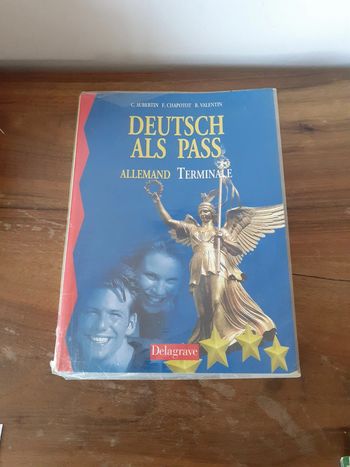 C. AUBERTIN F. CHAPOTOT R. VALENTIN
DEUTSCH
ALS PASS
ALLEMAND TERMINALE
Delagrave